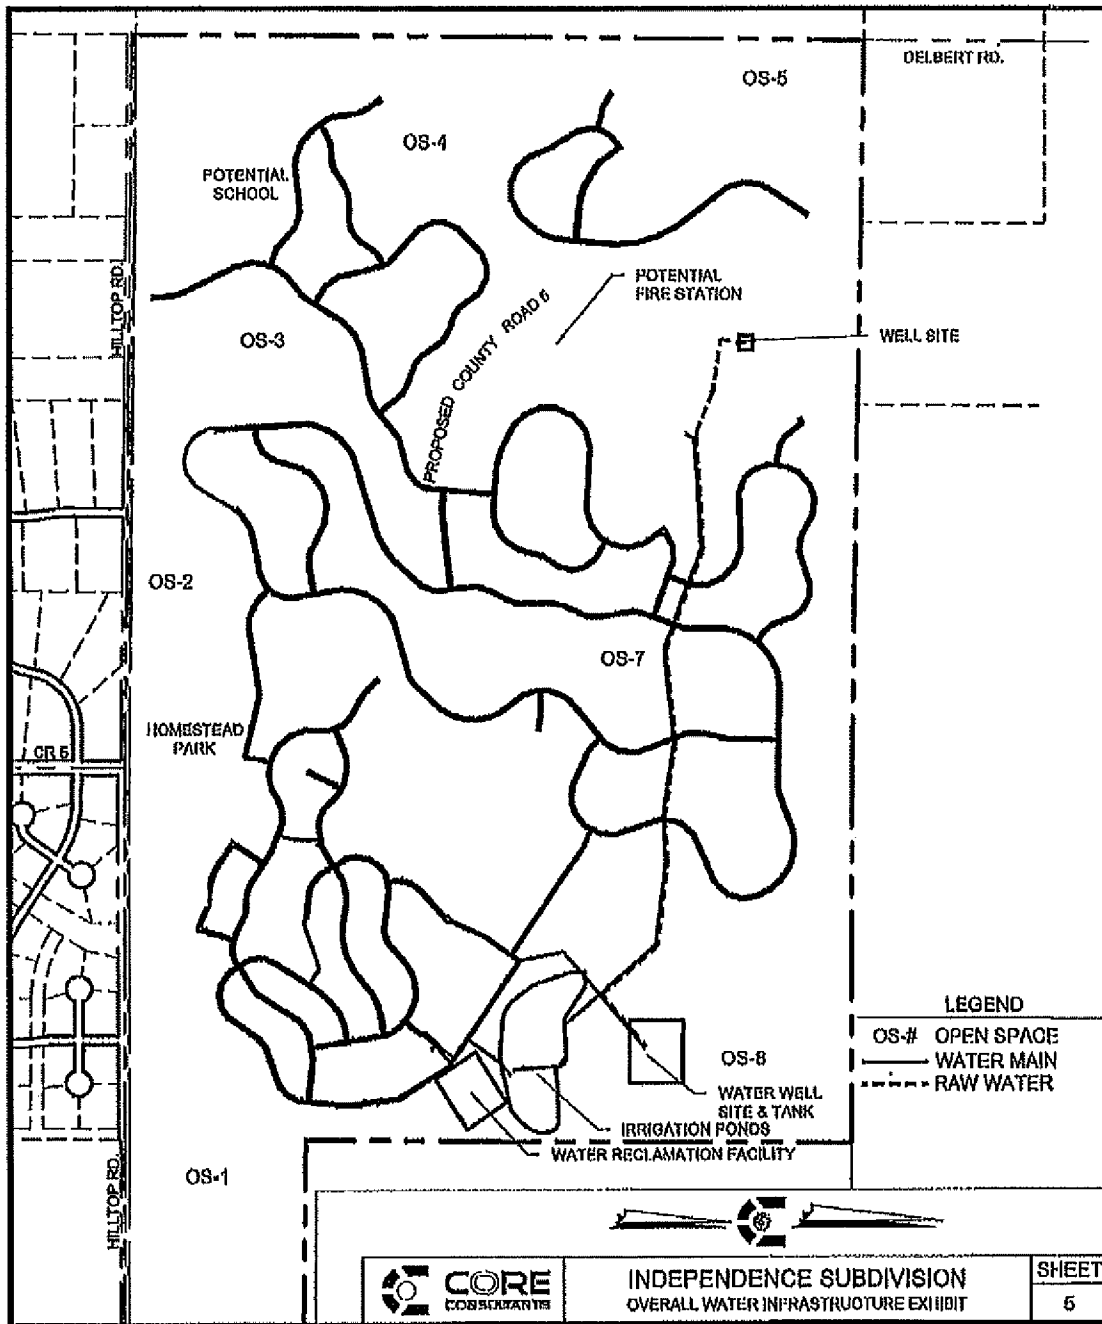 DELBERT RD.
OS-5
OS-4
POTENTIAL
SCHOOL
HILLTOP RD.
POTENTIAL
FIRE STATION
PROPOSED COUNTY ROAD 5
OS-3
WELL SITE
OS-2
OS-7
HOMESTEAD
PARK
CR 5
LEGEND
OS-# OPEN SPACE
WATER MAIN
RAW WATER
OS-8
WATER WELL
SITE & TANK
IRRIGATION PONDS
WATER RECLAMATION FACILITY
OS-1
HILLTOP RD.
CORE
CONSULTANTS
INDEPENDENCE SUBDIVISION
OVERALL WATER INFRASTRUCTURE EXHIBIT
SHEET
5